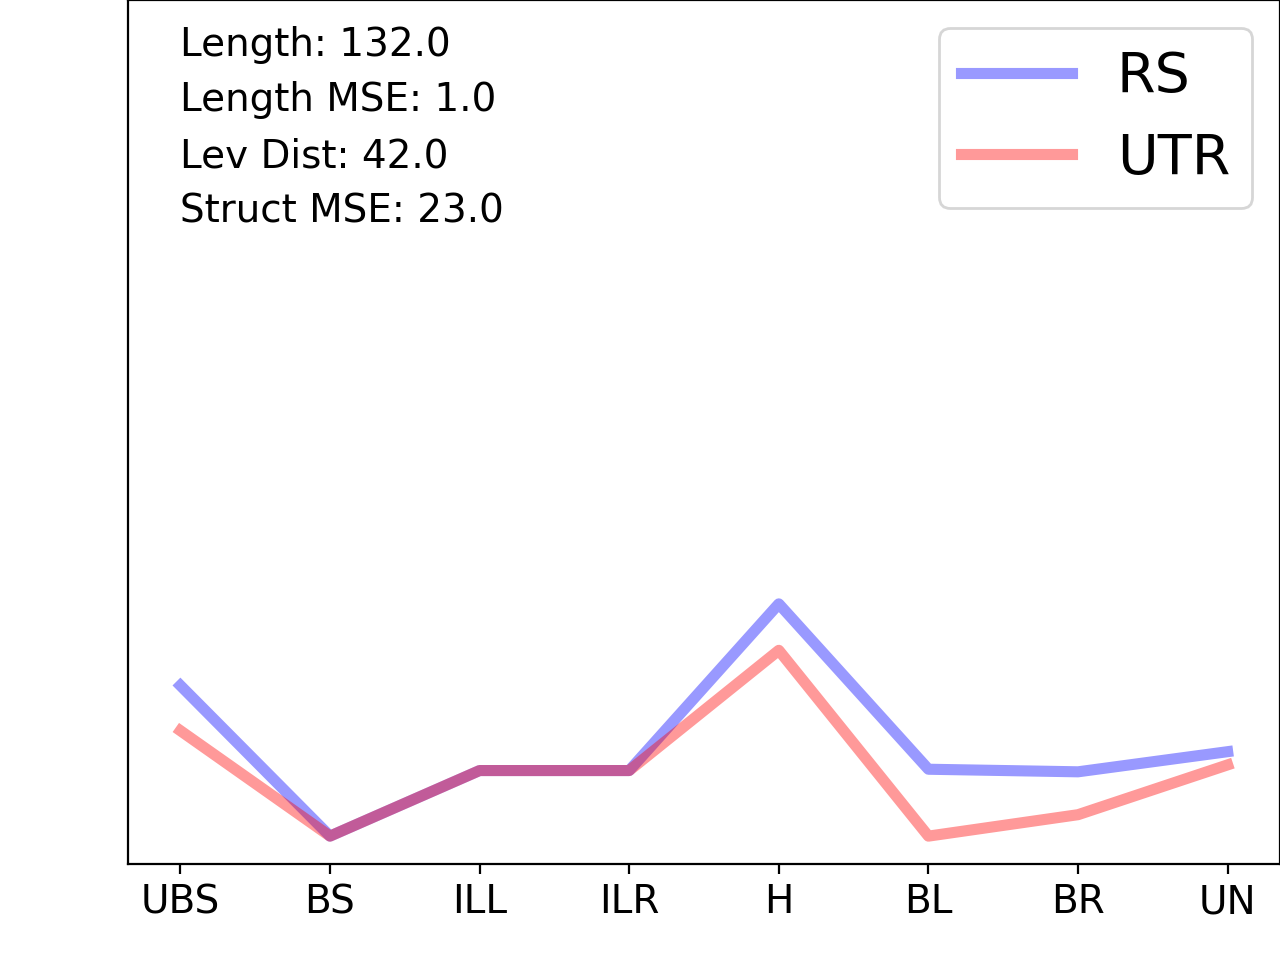 Length: 132.0
Length MSE: 1.0
Lev Dist: 42.0
Struct MSE: 23.0
RS
UTR
UBS BS ILL ILR H BL BR UN